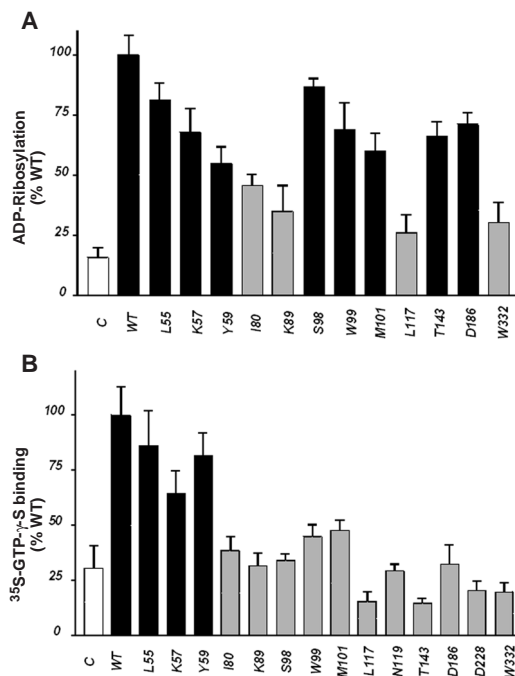 A
ADP-Ribosylation
(% WT)
100
75
50
25
0
C WT L55 K57 Y59 I80 K89 S98 W99 M101 L117 T143 D186 W332
B
³⁵S-GTP-γ-S binding
(% WT)
100
75
50
25
0
C WT L55 K57 Y59 I80 K89 S98 W99 M101 L117 N119 T143 D186 D228 W332